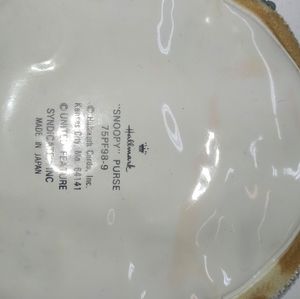 Hallmark
"SNOOPY" PURSE
75PF98-9
© Hallmark Cards, Inc.
Kansas City, Mo. 64141
© UNITED FEATURE
SYNDICATE, INC
MADE IN JAPAN